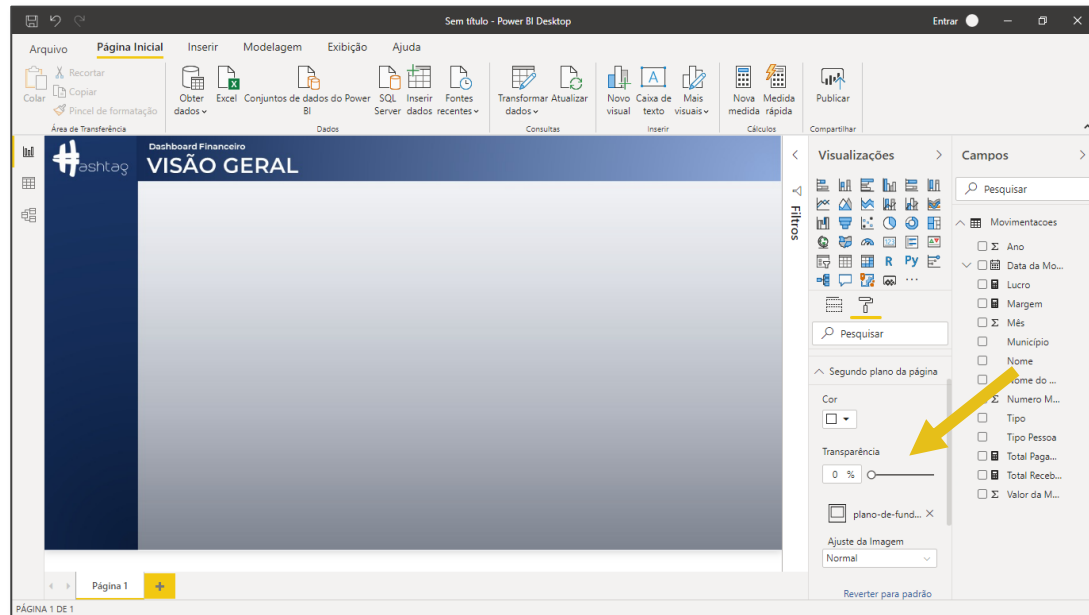 Sem título - Power BI Desktop
Entrar
Arquivo
Página Inicial
Inserir
Modelagem
Exibição
Ajuda
Colar
Recortar
Copiar
Pincel de formatação
Área de Transferência
Obter dados
Excel
Conjuntos de dados do Power BI
SQL Server
Inserir dados
Fontes recentes
Dados
Transformar dados
Atualizar
Consultas
Novo visual
Caixa de texto
Mais visuais
Inserir
Nova medida
Medida rápida
Cálculos
Publicar
Compartilhar
Hashtag
Dashboard Financeiro
VISÃO GERAL
Filtros
Visualizações
R
Py
Pesquisar
Segundo plano da página
Cor
Transparência
0 %
plano-de-fund...
Ajuste da Imagem
Normal
Reverter para padrão
Campos
Pesquisar
Movimentacoes
Σ Ano
Data da Mo...
Lucro
Margem
Σ Mês
Município
Nome
Nome do ...
Σ Numero M...
Tipo
Tipo Pessoa
Total Paga...
Total Receb...
Σ Valor da M...
Página 1
PÁGINA 1 DE 1